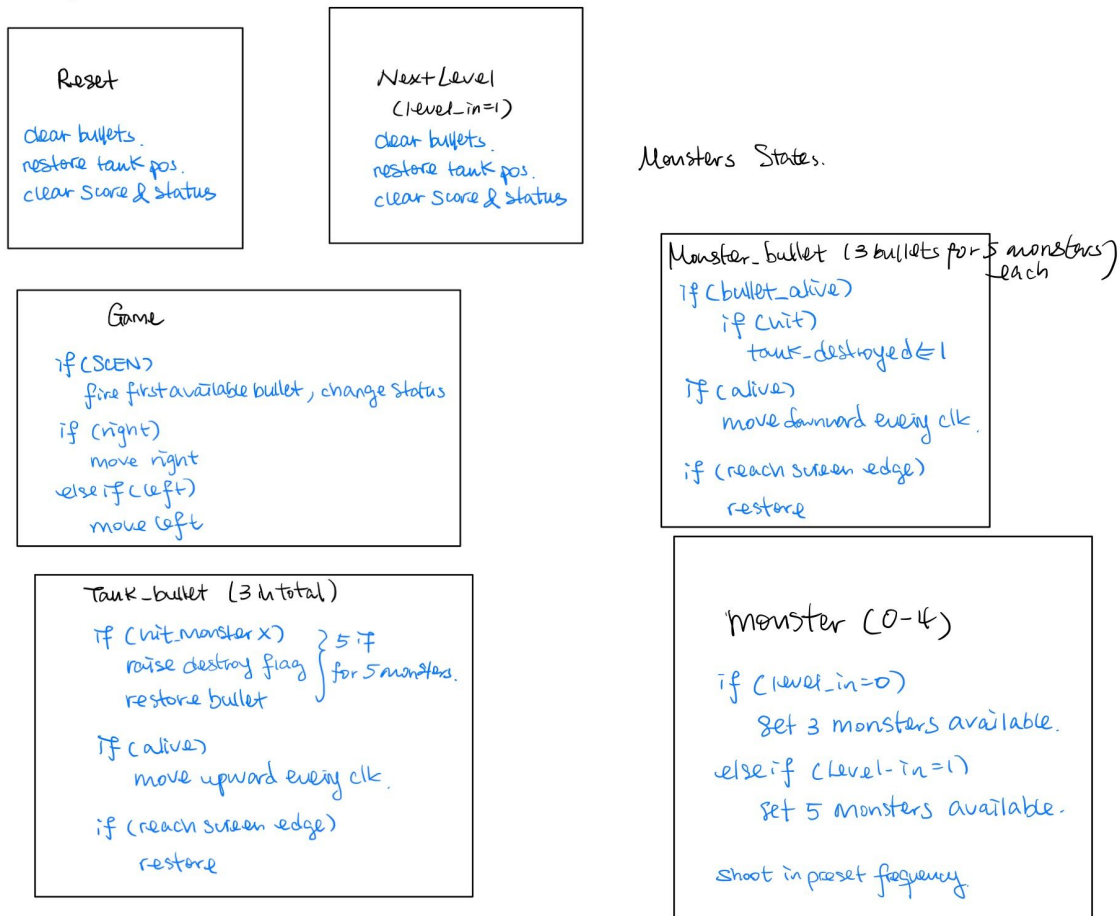 Reset
clear bullets.
restore tank pos.
clear score & status
Next Level
(level_in=1)
clear bullets.
restore tank pos.
clear score & status
Game
if (SCEN)
fire first available bullet, change status
if (right)
move right
else if (left)
move left
Tank_bullet (3 in total)
if (hit_monster X)
raise destroy flag
restore bullet
} 5 if
for 5 monsters.
if (alive)
move upward every clk.
if (reach screen edge)
restore
Monsters States.
Monster_bullet (3 bullets for 5 monsters)
each
if (bullet_alive)
if (hit)
tank_destroyed ⇐ 1
if (alive)
move downward every clk.
if (reach screen edge)
restore
monster (0-4)
if (level_in=0)
set 3 monsters available.
else if (level_in=1)
set 5 monsters available.
shoot in preset frequency